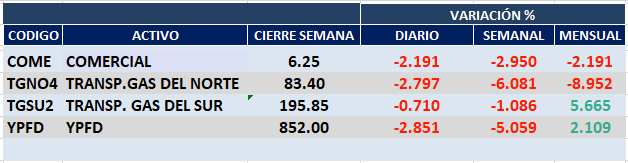 VARIACIÓN %
CODIGO ACTIVO CIERRE SEMANA DIARIO SEMANAL MENSUAL
COME COMERCIAL 6.25 -2.191 -2.950 -2.191
TGNO4 TRANSP.GAS DEL NORTE 83.40 -2.797 -6.081 -8.952
TGSU2 TRANSP. GAS DEL SUR 195.85 -0.710 -1.086 5.665
YPFD YPFD 852.00 -2.851 -5.059 2.109